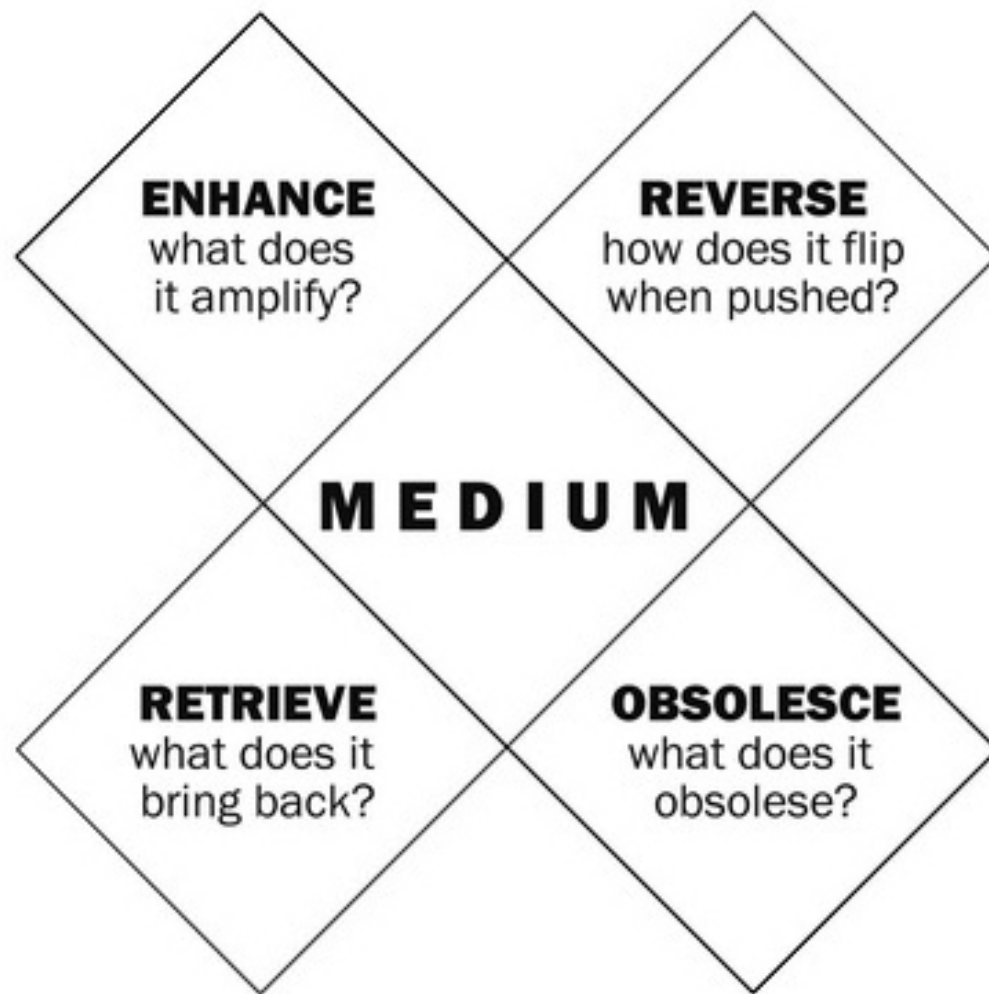 ENHANCE
what does
it amplify?
REVERSE
how does it flip
when pushed?
MEDIUM
RETRIEVE
what does it
bring back?
OBSOLESCE
what does it
obsolese?